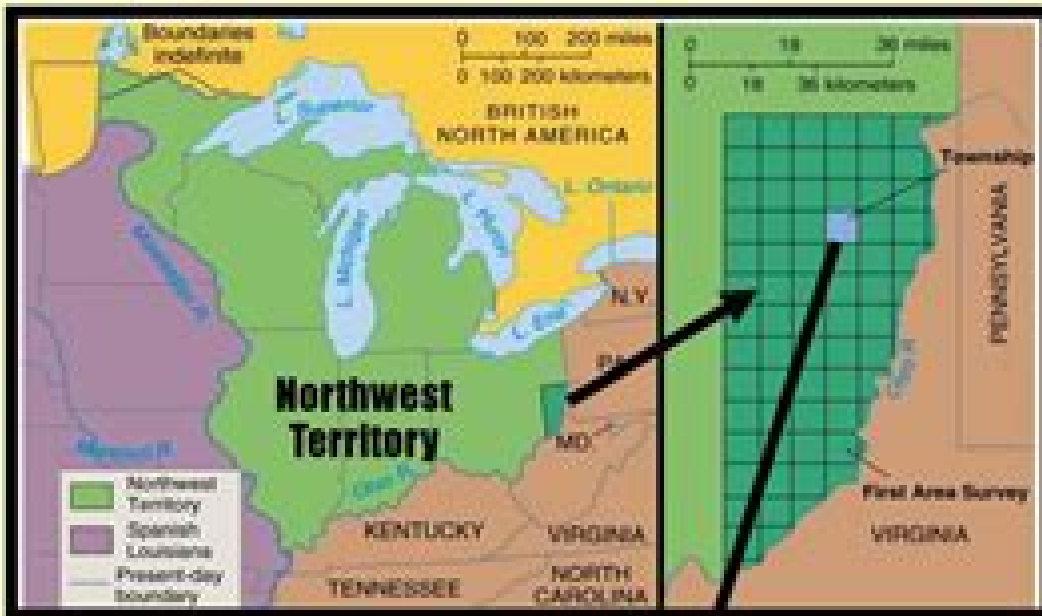 Boundaries
indefinite
0 100 200 miles
0 100 200 kilometers
BRITISH
NORTH AMERICA
L. Superior
L. Ontario
L. Huron
L. Michigan
Mississippi R.
N.Y.
L. Erie
PA.
Northwest
Territory
MD.
Missouri R.
Ohio R.
Northwest
Territory
Spanish
Louisiana
Present-day
boundary
KENTUCKY
VIRGINIA
TENNESSEE
NORTH
CAROLINA
0 18 36 miles
0 18 36 kilometers
Township
PENNSYLVANIA
Ohio R.
First Area Survey
VIRGINIA